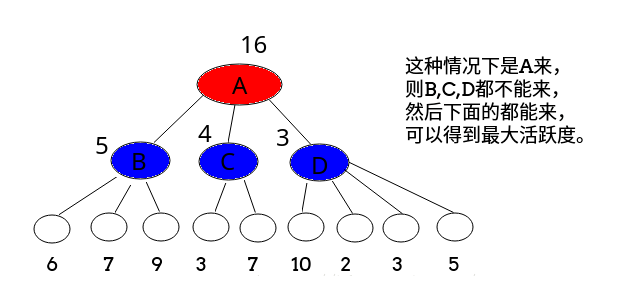 16
A
这种情况下是A来，
则B,C,D都不能来，
然后下面的都能来，
可以得到最大活跃度。
5 4 3
B C D
6 7 9 3 7 10 2 3 5